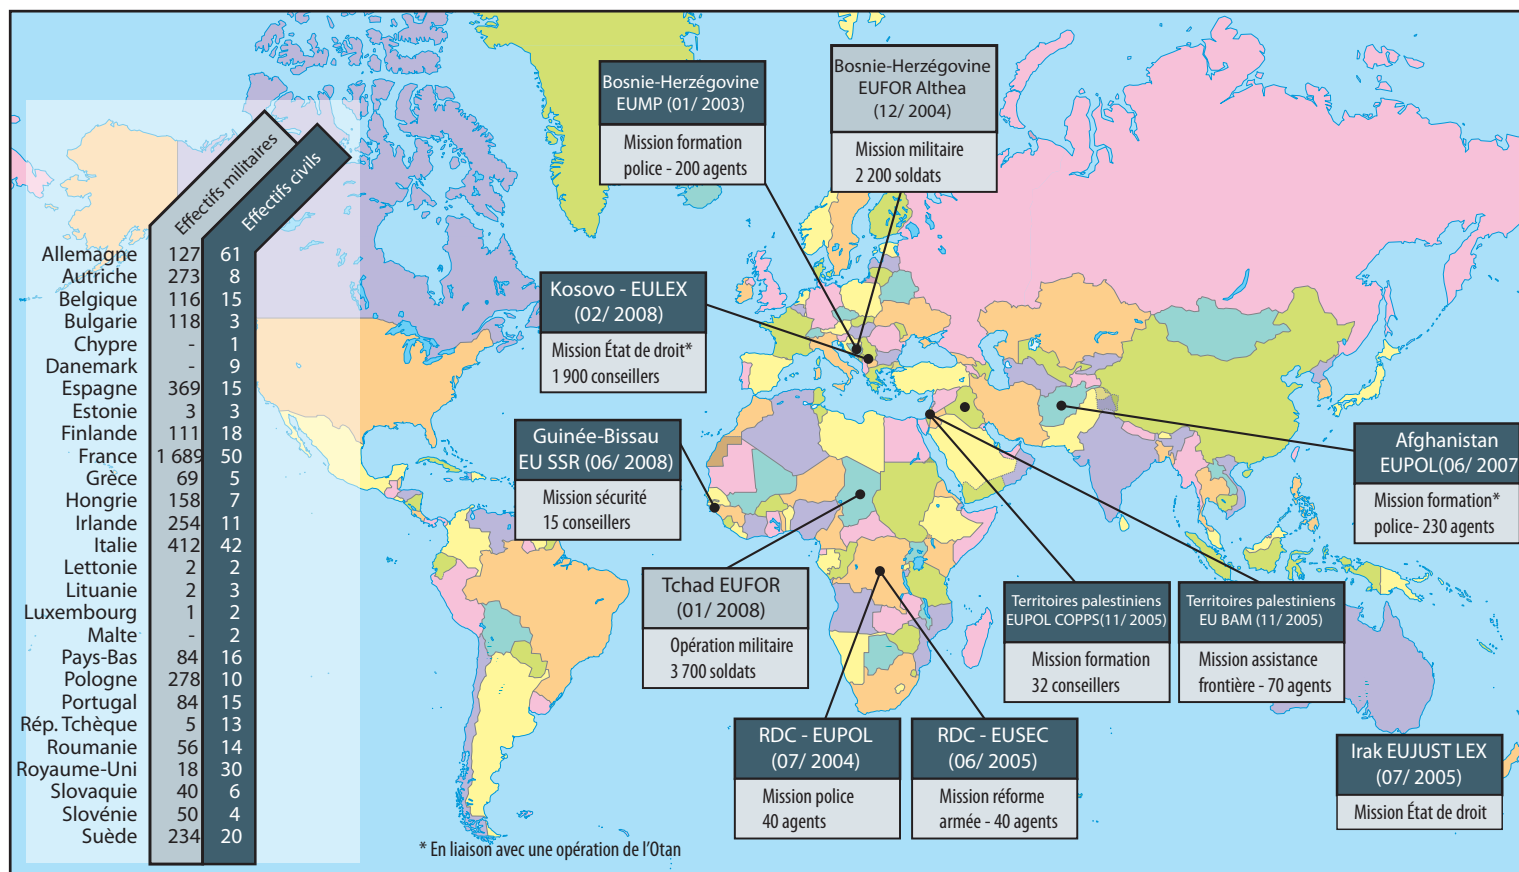 Effectifs militaires
Effectifs civils
Allemagne 127 61
Autriche 273 8
Belgique 116 15
Bulgarie 118 3
Chypre - 1
Danemark - 9
Espagne 369 15
Estonie 3 3
Finlande 111 18
France 1 689 50
Grèce 69 5
Hongrie 158 7
Irlande 254 11
Italie 412 42
Lettonie 2 2
Lituanie 2 3
Luxembourg 1 2
Malte - 2
Pays-Bas 84 16
Pologne 278 10
Portugal 84 15
Rép. Tchèque 5 13
Roumanie 56 14
Royaume-Uni 18 30
Slovaquie 40 6
Slovénie 50 4
Suède 234 20
Bosnie-Herzégovine
EUMP (01/ 2003)
Mission formation
police - 200 agents
Bosnie-Herzégovine
EUFOR Althea
(12/ 2004)
Mission militaire
2 200 soldats
Kosovo - EULEX
(02/ 2008)
Mission État de droit*
1 900 conseillers
Guinée-Bissau
EU SSR (06/ 2008)
Mission sécurité
15 conseillers
Afghanistan
EUPOL(06/ 2007
Mission formation*
police- 230 agents
Tchad EUFOR
(01/ 2008)
Opération militaire
3 700 soldats
Territoires palestiniens
EUPOL COPPS(11/ 2005)
Mission formation
32 conseillers
Territoires palestiniens
EU BAM (11/ 2005)
Mission assistance
frontière - 70 agents
RDC - EUPOL
(07/ 2004)
Mission police
40 agents
RDC - EUSEC
(06/ 2005)
Mission réforme
armée - 40 agents
Irak EUJUST LEX
(07/ 2005)
Mission État de droit
* En liaison avec une opération de l'Otan